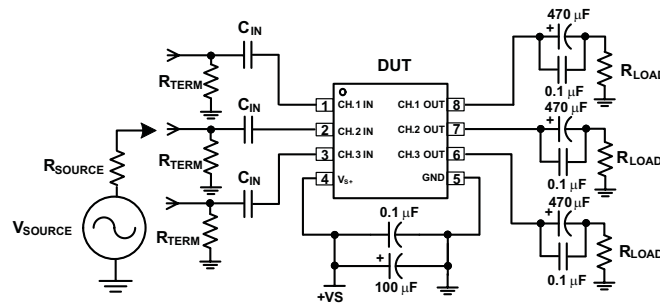 C_IN
470 µF
+
R_LOAD
R_TERM
DUT
0.1 µF
C_IN
1 CH.1 IN CH.1 OUT 8
470 µF
+
2 CH.2 IN CH.2 OUT 7
R_LOAD
R_SOURCE
R_TERM
C_IN
3 CH.3 IN CH.3 OUT 6
0.1 µF
4 V_S+ GND 5
470 µF
+
V_SOURCE
R_TERM
0.1 µF
R_LOAD
+
100 µF
0.1 µF
+VS